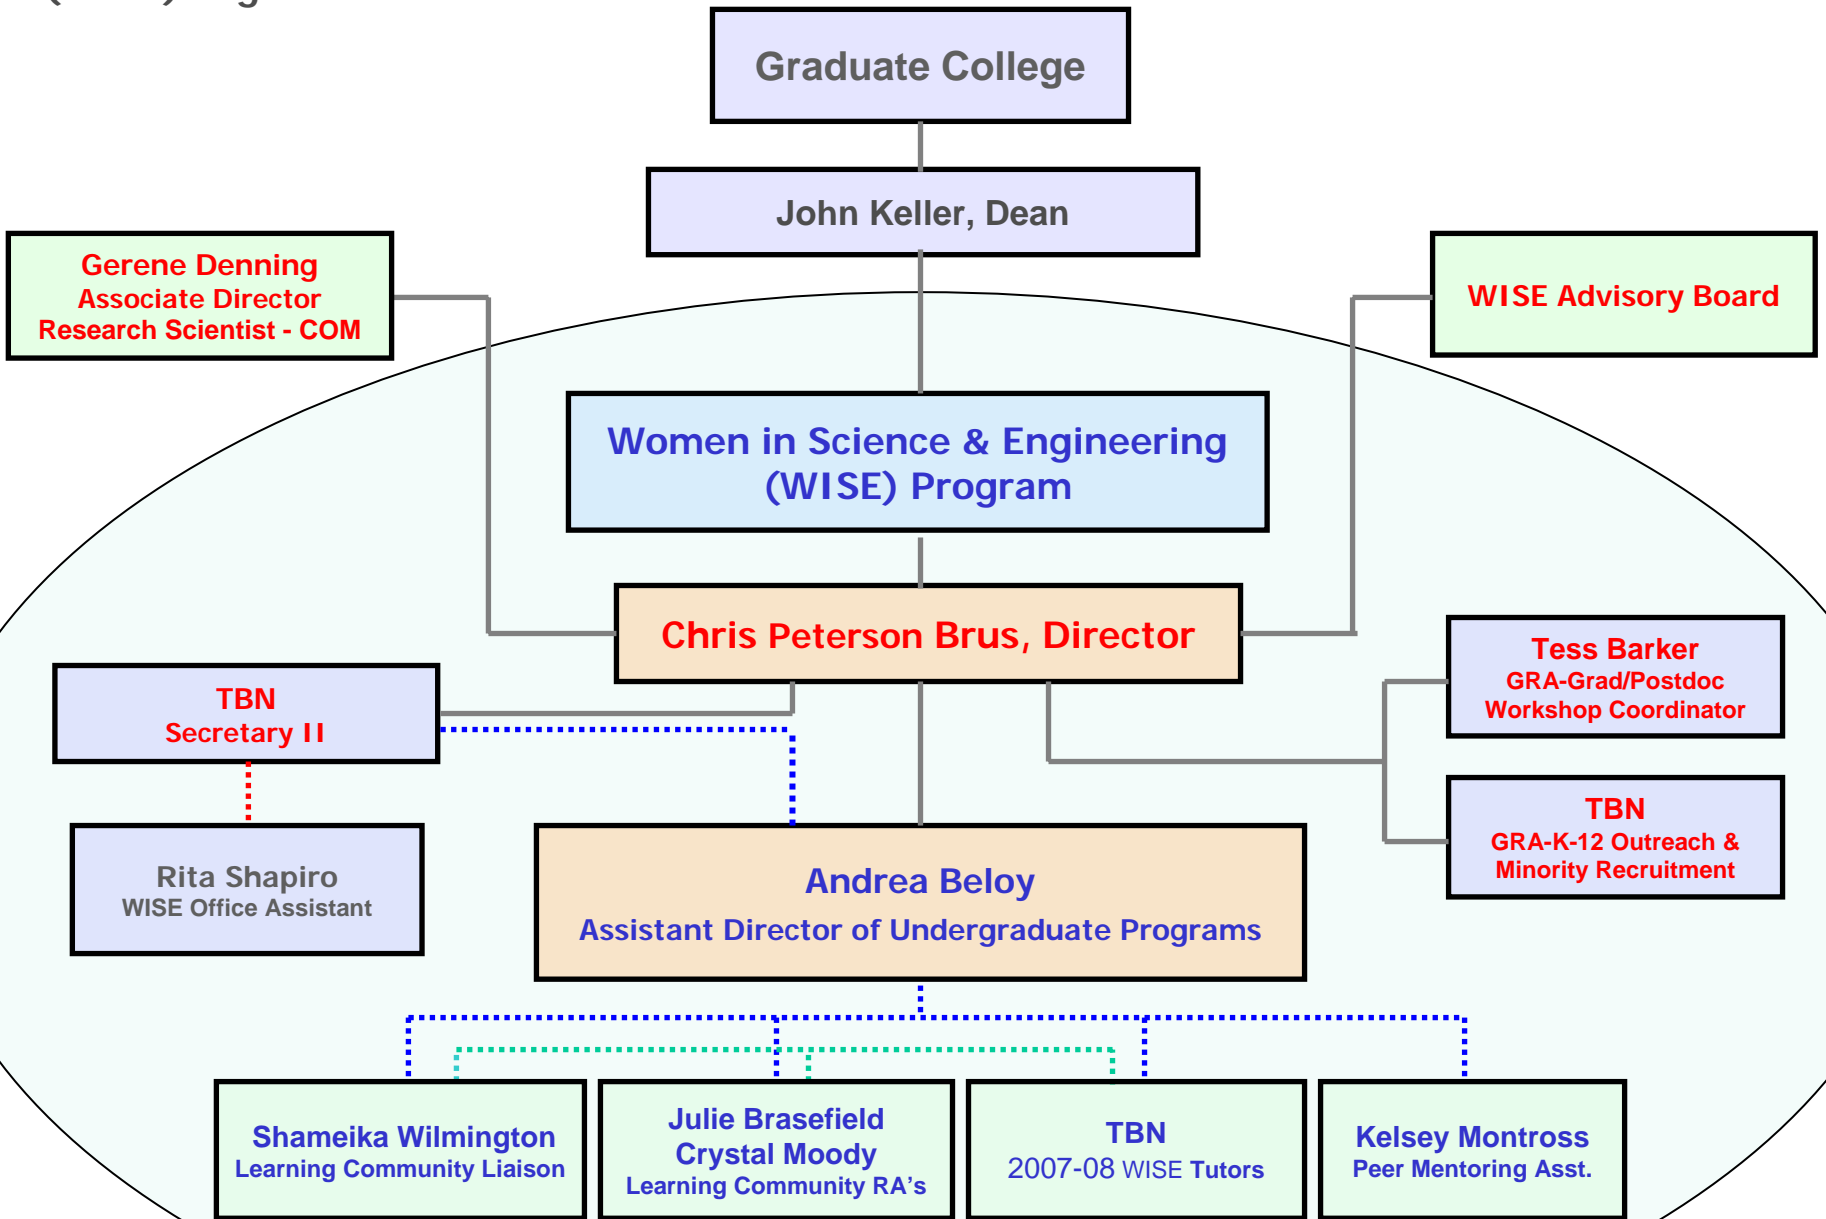 Graduate College
John Keller, Dean
Gerene Denning
Associate Director
Research Scientist - COM
WISE Advisory Board
Women in Science & Engineering
(WISE) Program
Chris Peterson Brus, Director
TBN
Secretary II
Tess Barker
GRA-Grad/Postdoc
Workshop Coordinator
TBN
GRA-K-12 Outreach &
Minority Recruitment
Rita Shapiro
WISE Office Assistant
Andrea Beloy
Assistant Director of Undergraduate Programs
Shameika Wilmington
Learning Community Liaison
Julie Brasefield
Crystal Moody
Learning Community RA's
TBN
2007-08 WISE Tutors
Kelsey Montross
Peer Mentoring Asst.